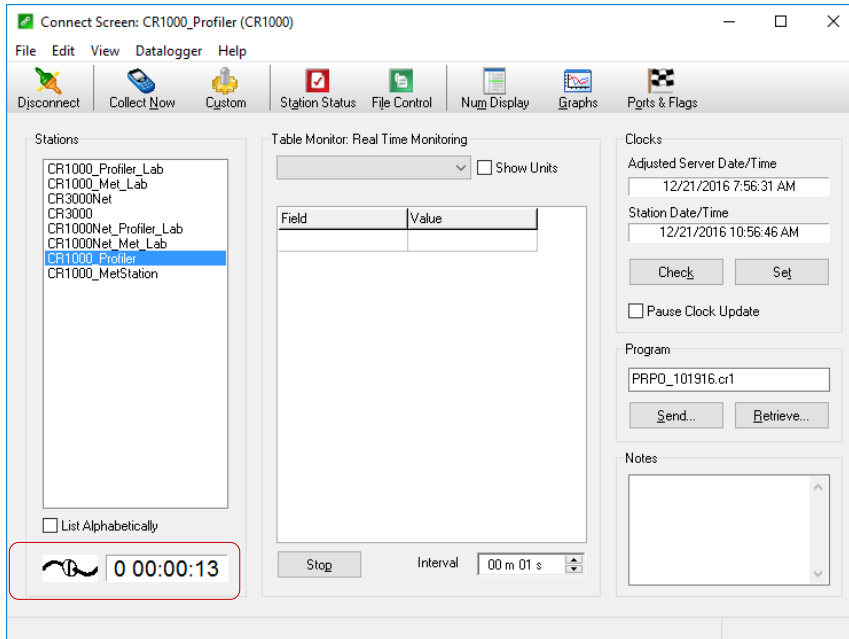 Connect Screen: CR1000_Profiler (CR1000)
File Edit View Datalogger Help
Disconnect Collect Now Custom Station Status File Control Num Display Graphs Ports & Flags
Stations
CR1000_Profiler_Lab
CR1000_Met_Lab
CR3000Net
CR3000
CR1000Net_Profiler_Lab
CR1000Net_Met_Lab
CR1000_Profiler
CR1000_MetStation
List Alphabetically
0 00:00:13
Table Monitor: Real Time Monitoring
Show Units
Field Value
Stop Interval 00 m 01 s
Clocks
Adjusted Server Date/Time
12/21/2016 7:56:31 AM
Station Date/Time
12/21/2016 10:56:46 AM
Check Set
Pause Clock Update
Program
PRPO_101916.cr1
Send... Retrieve...
Notes